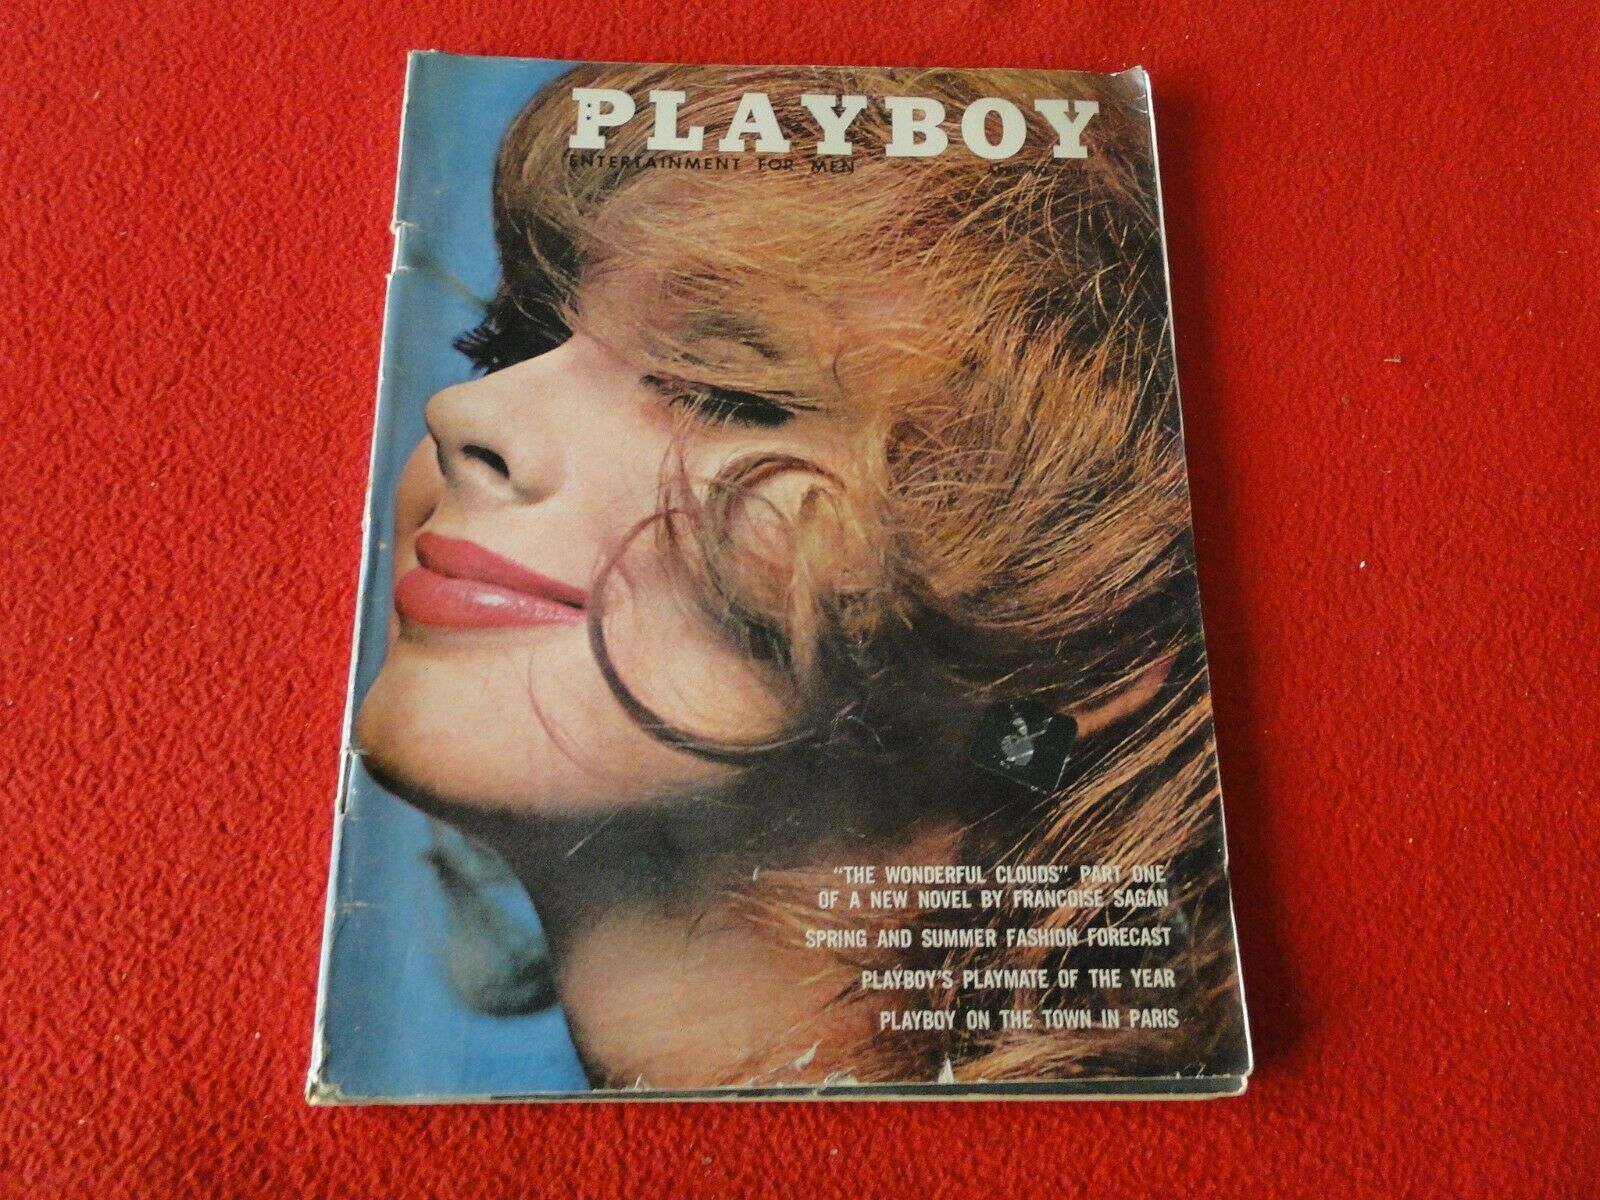 PLAYBOY
ENTERTAINMENT FOR MEN
"THE WONDERFUL CLOUDS" PART ONE
OF A NEW NOVEL BY FRANCOISE SAGAN
SPRING AND SUMMER FASHION FORECAST
PLAYBOY'S PLAYMATE OF THE YEAR
PLAYBOY ON THE TOWN IN PARIS